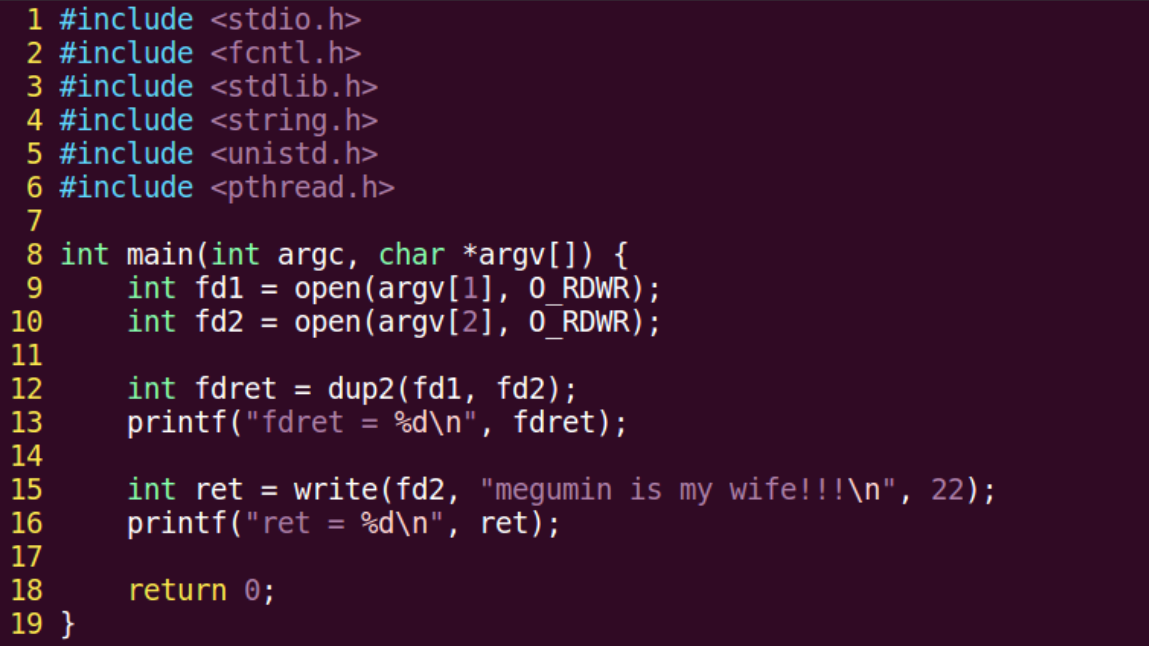 1 #include <stdio.h>
2 #include <fcntl.h>
3 #include <stdlib.h>
4 #include <string.h>
5 #include <unistd.h>
6 #include <pthread.h>
7
8 int main(int argc, char *argv[]) {
9     int fd1 = open(argv[1], O_RDWR);
10     int fd2 = open(argv[2], O_RDWR);
11
12     int fdret = dup2(fd1, fd2);
13     printf("fdret = %d\n", fdret);
14
15     int ret = write(fd2, "megumin is my wife!!!\n", 22);
16     printf("ret = %d\n", ret);
17
18     return 0;
19 }